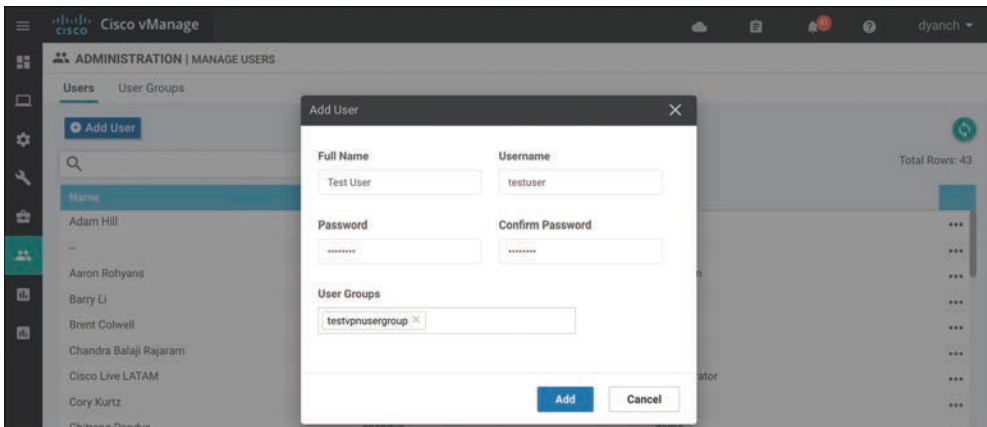 cisco Cisco vManage
dyanch
ADMINISTRATION | MANAGE USERS
Users User Groups
Add User
Total Rows: 43
Name
Adam Hill
–
Aaron Rohyans
Barry Li
Brent Colwell
Chandra Balaji Rajaram
Cisco Live LATAM
Cory Kurtz
Add User
Full Name Username
Test User testuser
Password Confirm Password
•••••••• ••••••••
User Groups
testvpnusergroup
Add Cancel